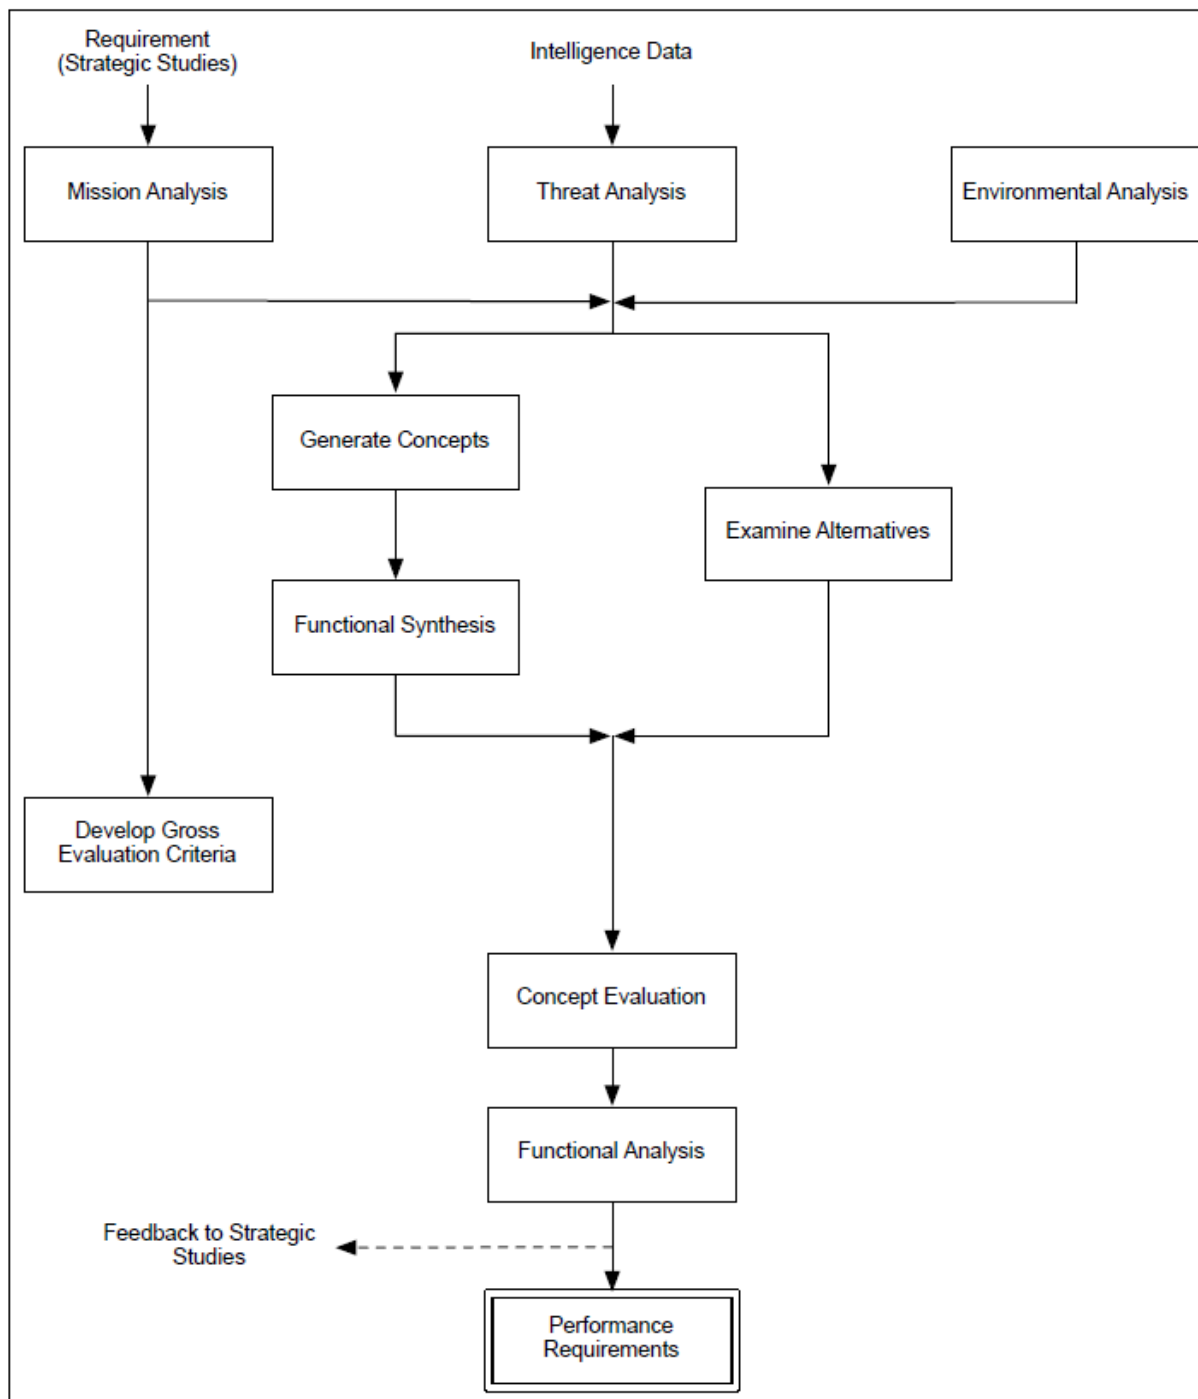 Requirement
(Strategic Studies)
Intelligence Data
Mission Analysis
Threat Analysis
Environmental Analysis
Generate Concepts
Examine Alternatives
Functional Synthesis
Develop Gross
Evaluation Criteria
Concept Evaluation
Functional Analysis
Feedback to Strategic
Studies
Performance
Requirements